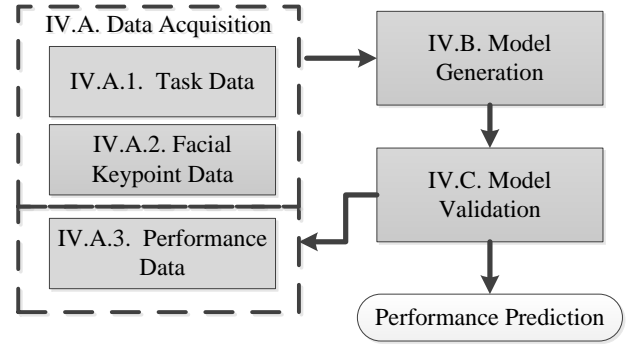 IV.A. Data Acquisition
IV.A.1. Task Data
IV.A.2. Facial
Keypoint Data
IV.A.3. Performance
Data
IV.B. Model
Generation
IV.C. Model
Validation
Performance Prediction